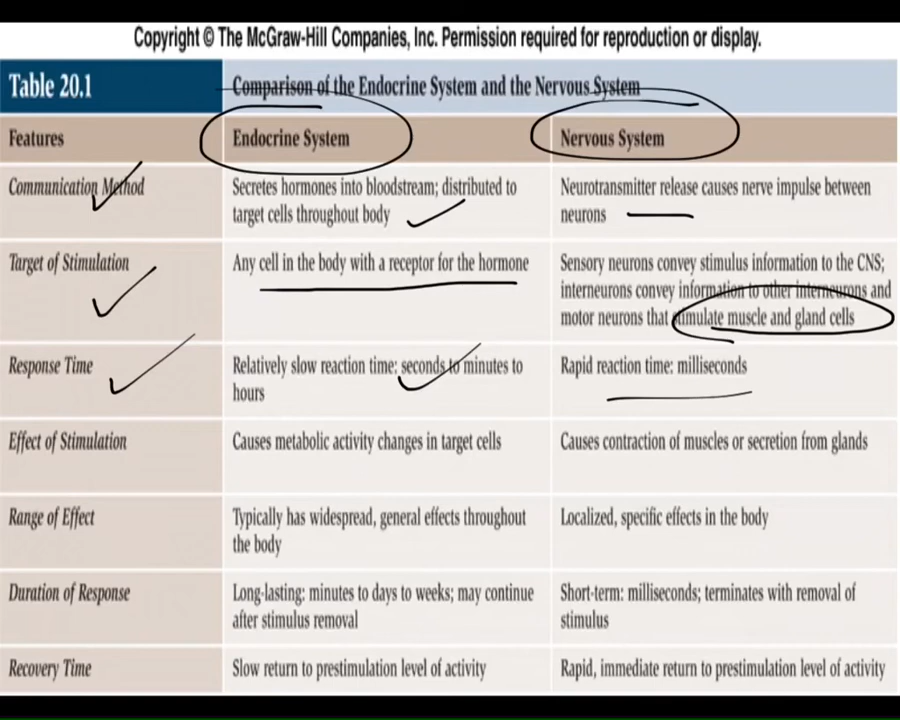 Copyright © The McGraw-Hill Companies, Inc. Permission required for reproduction or display.
Table 20.1
Comparison of the Endocrine System and the Nervous System
Features
Endocrine System
Nervous System
Communication Method
Secretes hormones into bloodstream; distributed to
target cells throughout body
Neurotransmitter release causes nerve impulse between
neurons
Target of Stimulation
Any cell in the body with a receptor for the hormone
Sensory neurons convey stimulus information to the CNS;
interneurons convey information to other interneurons and
motor neurons that stimulate muscle and gland cells
Response Time
Relatively slow reaction time: seconds to minutes to
hours
Rapid reaction time: milliseconds
Effect of Stimulation
Causes metabolic activity changes in target cells
Causes contraction of muscles or secretion from glands
Range of Effect
Typically has widespread, general effects throughout
the body
Localized, specific effects in the body
Duration of Response
Long-lasting: minutes to days to weeks; may continue
after stimulus removal
Short-term: milliseconds; terminates with removal of
stimulus
Recovery Time
Slow return to prestimulation level of activity
Rapid, immediate return to prestimulation level of activity